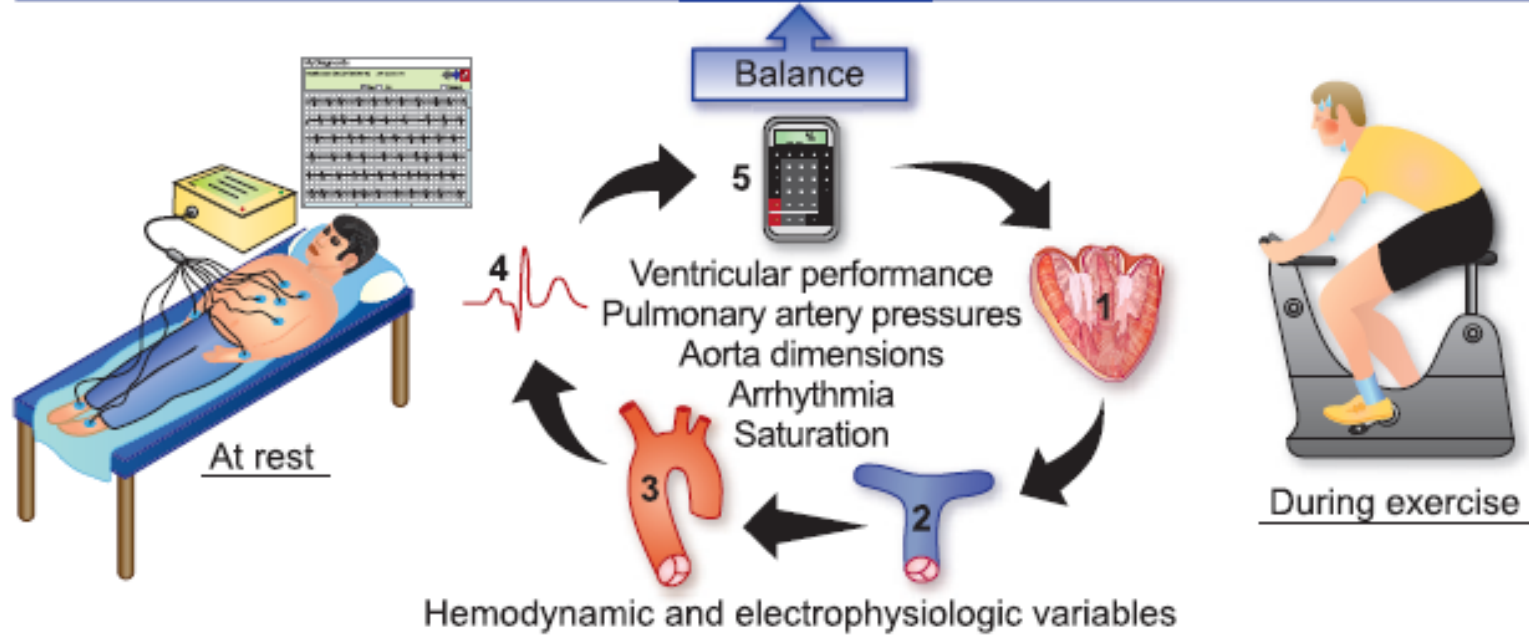 Balance
5
4
Ventricular performance
Pulmonary artery pressures
Aorta dimensions
Arrhythmia
Saturation
1
At rest
3
2
During exercise
Hemodynamic and electrophysiologic variables